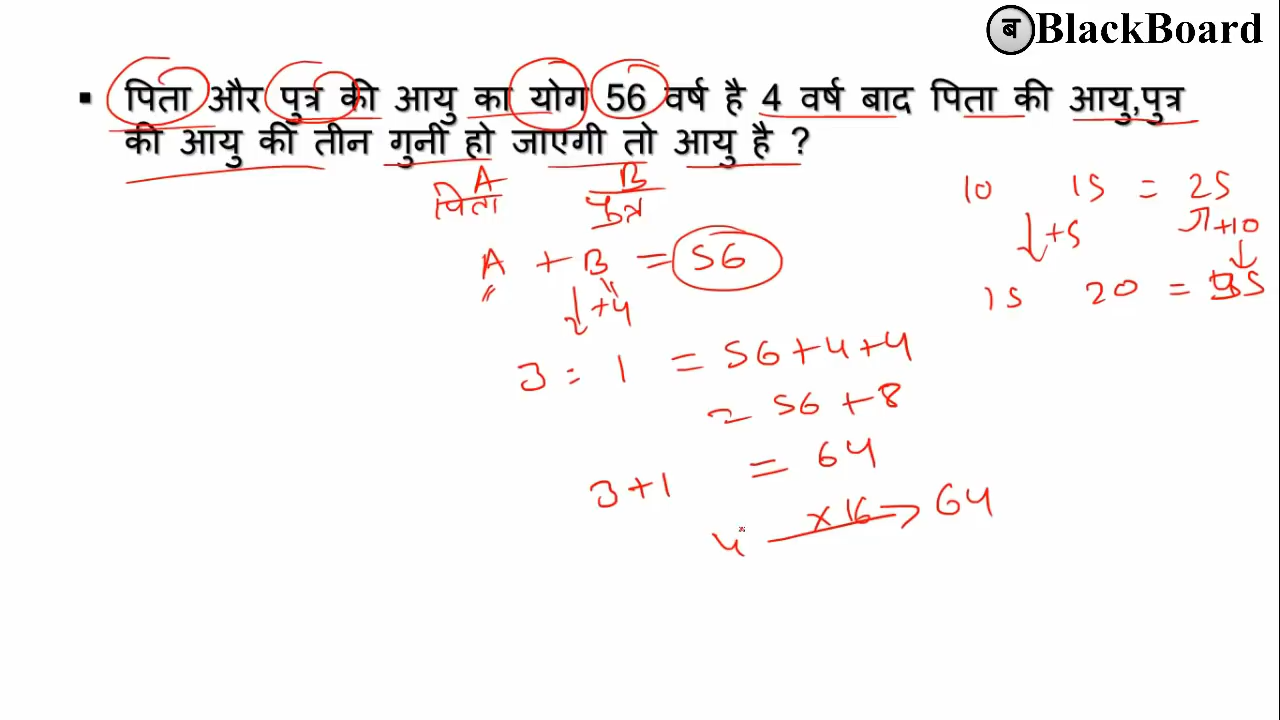 ब BlackBoard
▪ पिता और पुत्र की आयु का योग 56 वर्ष है 4 वर्ष बाद पिता की आयु,पुत्र
की आयु की तीन गुनी हो जाएगी तो आयु है ?
A B
पिता पुत्र
10 15 = 25
↓+5 +10
15 20 = 35
A + B = 56
↓+4
3 : 1 = 56+4+4
= 56 +8
= 64
3+1
4 ×16→ 64